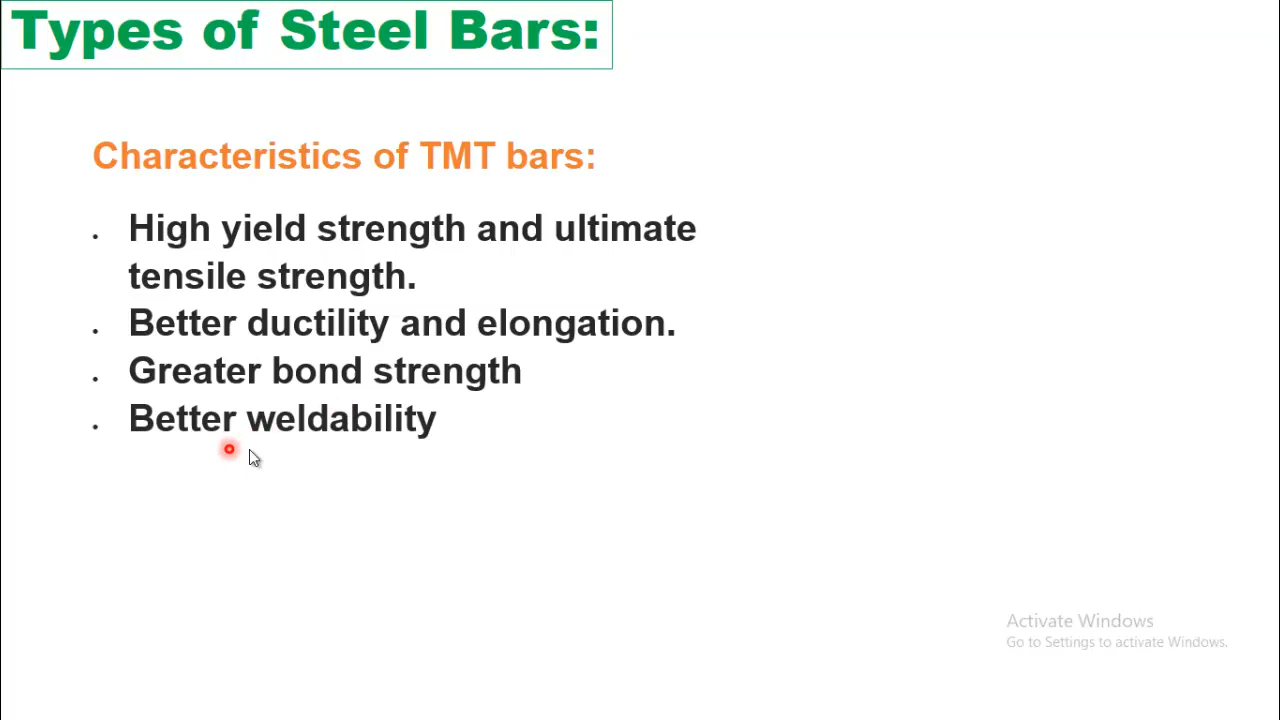 Types of Steel Bars:
Characteristics of TMT bars:
. High yield strength and ultimate
tensile strength.
. Better ductility and elongation.
. Greater bond strength
. Better weldability
Activate Windows
Go to Settings to activate Windows.